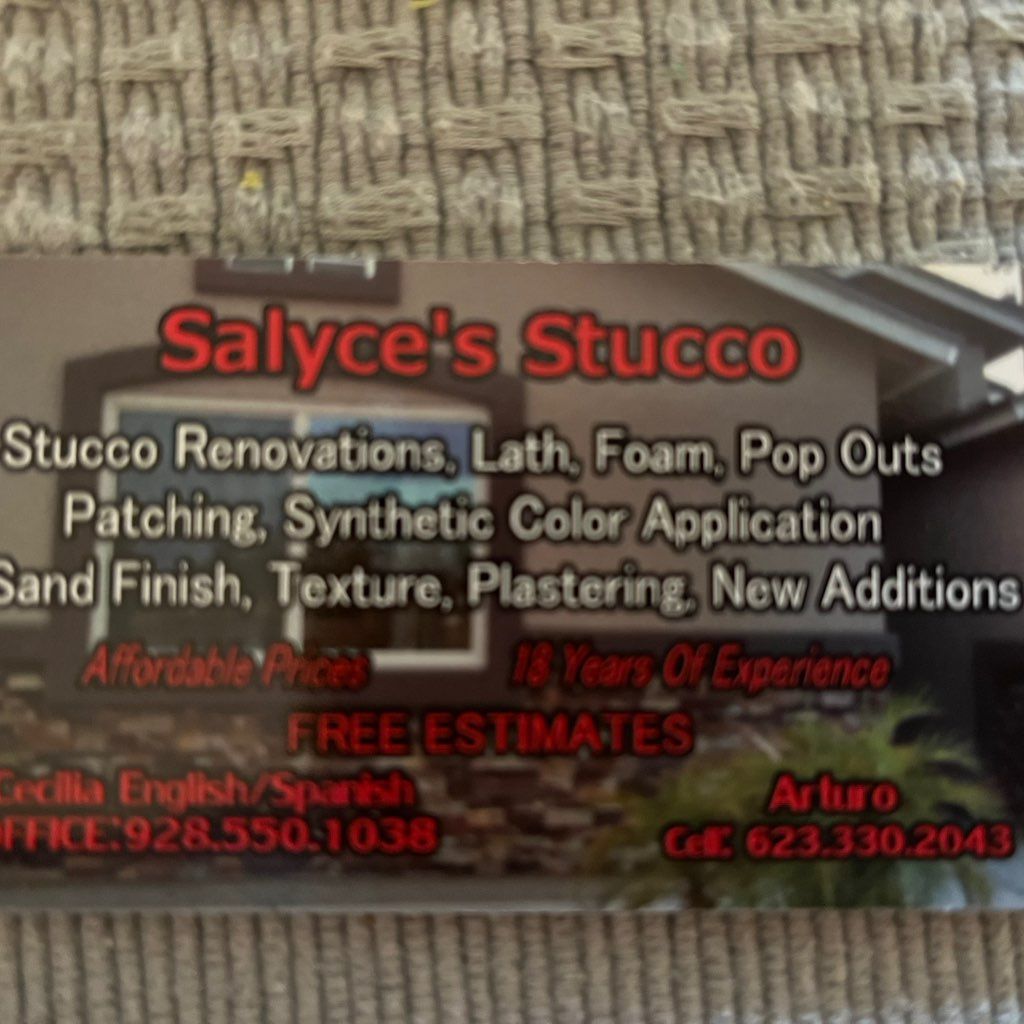 Salyce's Stucco
Stucco Renovations, Lath, Foam, Pop Outs
Patching, Synthetic Color Application
Sand Finish, Texture, Plastering, New Additions
Affordable Prices 18 Years Of Experience
FREE ESTIMATES
Cecilia English/Spanish Arturo
OFFICE:928.550.1038 Cell: 623.330.2043